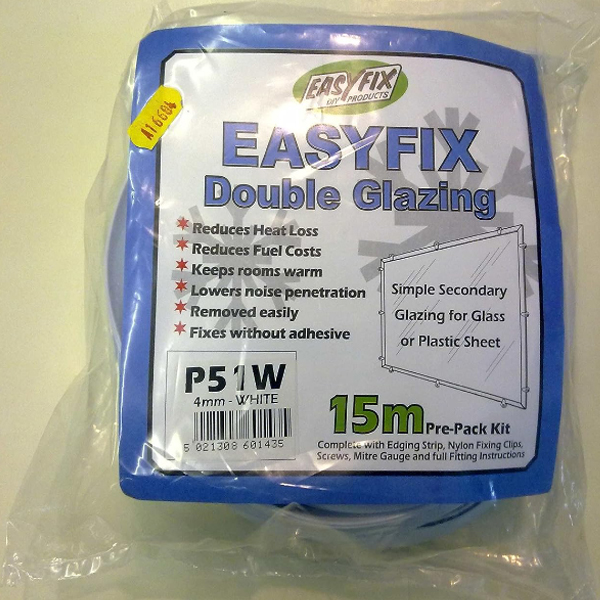 EASYFIX
DIY PRODUCTS
A16604
EASYFIX
Double Glazing
Reduces Heat Loss
Reduces Fuel Costs
Keeps rooms warm
Lowers noise penetration
Removed easily
Fixes without adhesive
Simple Secondary
Glazing for Glass
or Plastic Sheet
P51W
4mm - WHITE
5 021308 601435
15m Pre-Pack Kit
Complete with Edging Strip, Nylon Fixing Clips,
Screws, Mitre Gauge and full Fitting Instructions